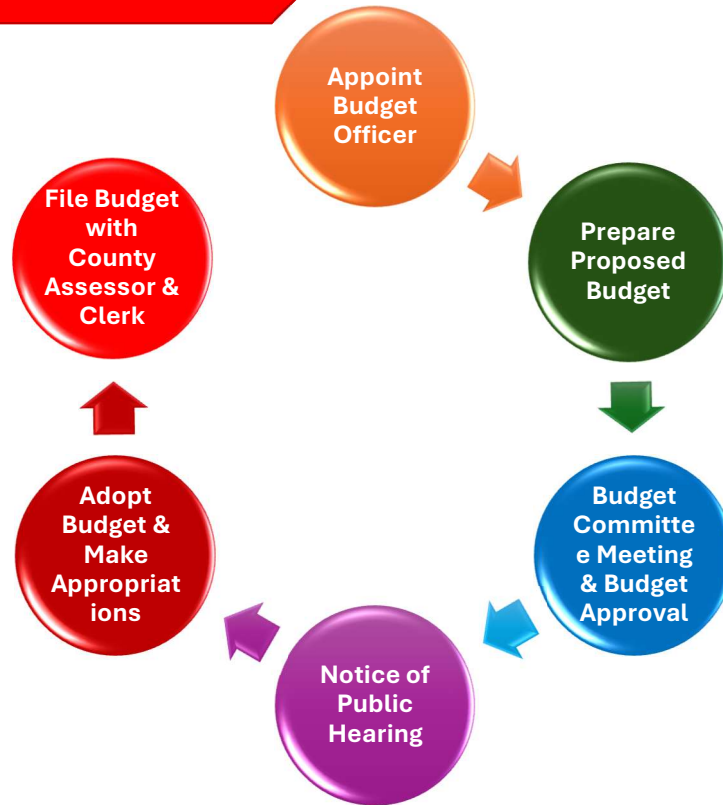 Appoint
Budget
Officer
Prepare
Proposed
Budget
Budget
Committe
e Meeting
& Budget
Approval
Notice of
Public
Hearing
Adopt
Budget &
Make
Appropriat
ions
File Budget
with
County
Assessor &
Clerk